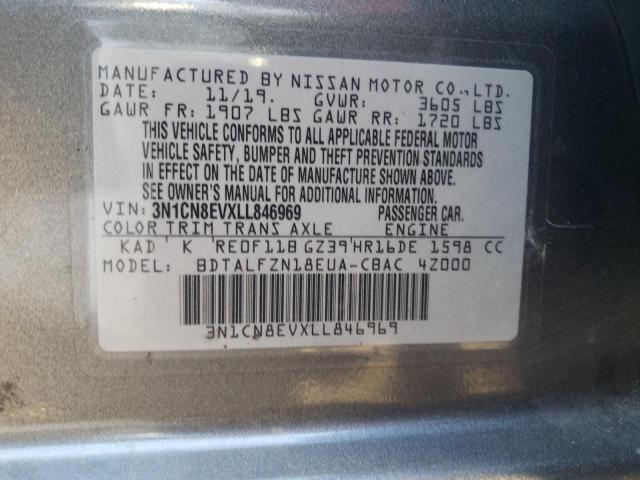 MANUFACTURED BY NISSAN MOTOR CO.,LTD.
DATE: 11/19. GVWR: 3605 LBS
GAWR FR: 1907 LBS GAWR RR: 1720 LBS
THIS VEHICLE CONFORMS TO ALL APPLICABLE FEDERAL MOTOR
VEHICLE SAFETY, BUMPER AND THEFT PREVENTION STANDARDS
IN EFFECT ON THE DATE OF MANUFACTURE SHOWN ABOVE.
SEE OWNER'S MANUAL FOR ADDITIONAL INFORMATION.
VIN: 3N1CN8EVXLL846969 PASSENGER CAR.
COLOR TRIM TRANS AXLE ENGINE
KAD K RE0F11B GZ39 HR16DE 1598 CC
MODEL: BDTALFZN18EUA-CBAC 4Z000
3N1CN8EVXLL846969